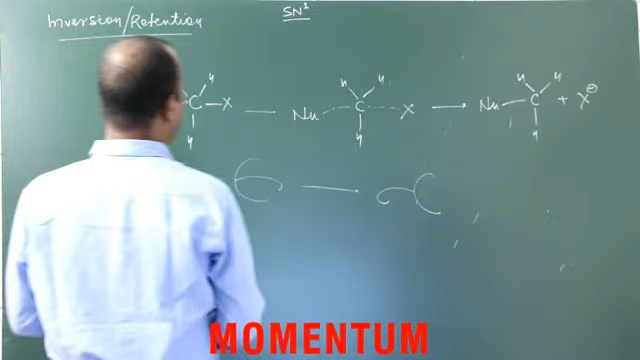 Inversion/Retention
SN²
H
C—X
H
Nu---C---X
H H
H
Nu—C + X⊖
H H
H
MOMENTUM